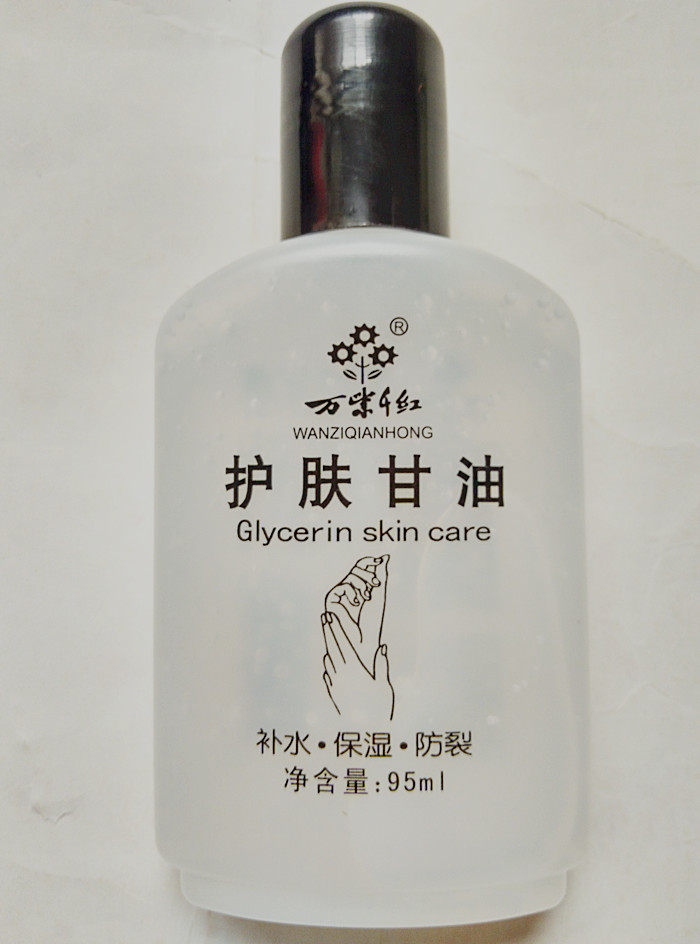 ®
万紫千红
WANZIQIANHONG
护肤甘油
Glycerin skin care
补水·保湿·防裂
净含量:95ml